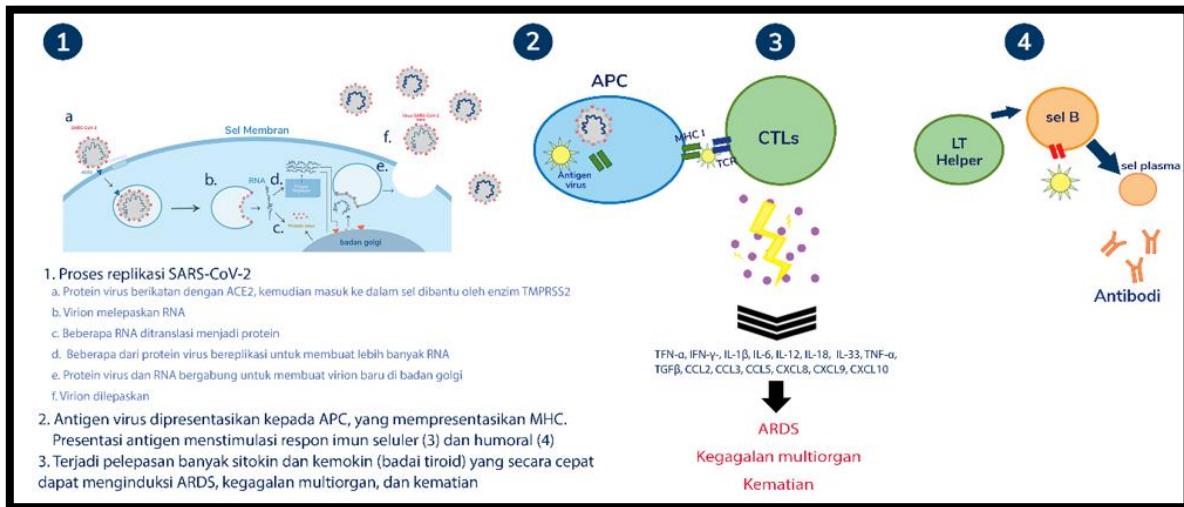 1
2
3
4
a
SARS-CoV-2
ACE2
Sel Membran
b.
RNA
d.
c.
e.
f.
badan golgi
APC
Antigen virus
MHC I
TCR
CTLs
LT Helper
sel B
sel plasma
Antibodi
1. Proses replikasi SARS-CoV-2
a. Protein virus berikatan dengan ACE2, kemudian masuk ke dalam sel dibantu oleh enzim TMPRSS2
b. Virion melepaskan RNA
c. Beberapa RNA ditranslasi menjadi protein
d. Beberapa dari protein virus bereplikasi untuk membuat lebih banyak RNA
e. Protein virus dan RNA bergabung untuk membuat virion baru di badan golgi
f. Virion dilepaskan
2. Antigen virus dipresentasikan kepada APC, yang mempresentasikan MHC.
Presentasi antigen menstimulasi respon imun seluler (3) dan humoral (4)
3. Terjadi pelepasan banyak sitokin dan kemokin (badai tiroid) yang secara cepat
dapat menginduksi ARDS, kegagalan multiorgan, dan kematian
TFN-α, IFN-γ-, IL-1β, IL-6, IL-12, IL-18, IL-33, TNF-α,
TGFβ, CCL2, CCL3, CCL5, CXCL8, CXCL9, CXCL10
ARDS
Kegagalan multiorgan
Kematian